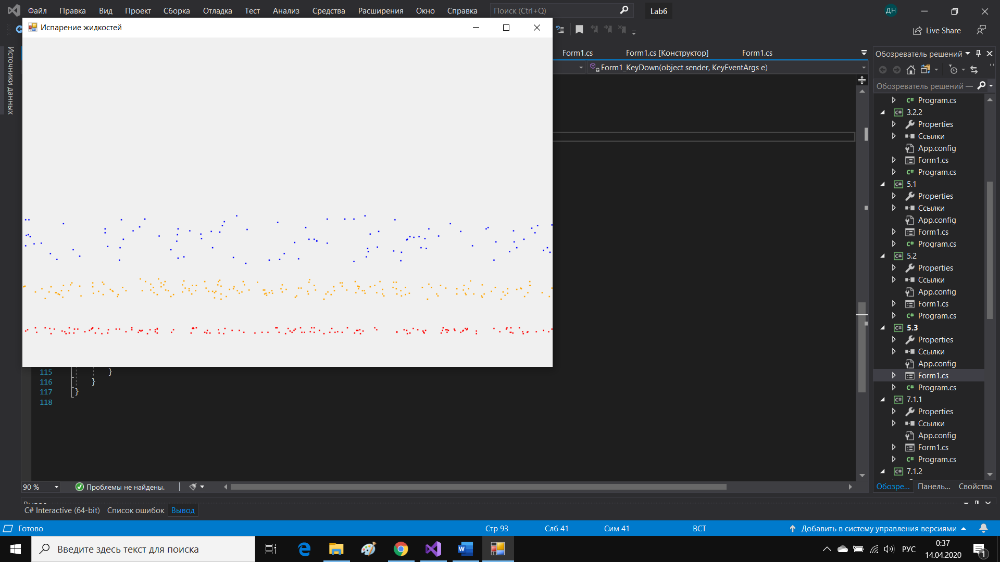 Файл Правка Вид Проект Сборка Отладка Тест Анализ Средства Расширения Окно Справка Поиск (Ctrl+Q) Lab6 ДН
Испарение жидкостей
Live Share
Источники данных
Form1.cs Form1.cs [Конструктор] Form1.cs
Form1_KeyDown(object sender, KeyEventArgs e)
Обозреватель решений
Обозреватель решений —
Program.cs
3.2.2
Properties
Ссылки
App.config
Form1.cs
Program.cs
5.1
Properties
Ссылки
App.config
Form1.cs
Program.cs
5.2
Properties
Ссылки
App.config
Form1.cs
Program.cs
5.3
Properties
Ссылки
App.config
Form1.cs
Program.cs
7.1.1
Properties
Ссылки
App.config
Form1.cs
Program.cs
7.1.2
115 }
116 }
117 }
118
90 % Проблемы не найдены.
Обозре... Панель... Свойства
Вывод
C# Interactive (64-bit) Список ошибок Вывод
Готово Стр 93 Слб 41 Сим 41 ВСТ Добавить в систему управления версиями
Введите здесь текст для поиска
РУС
0:37
14.04.2020
1